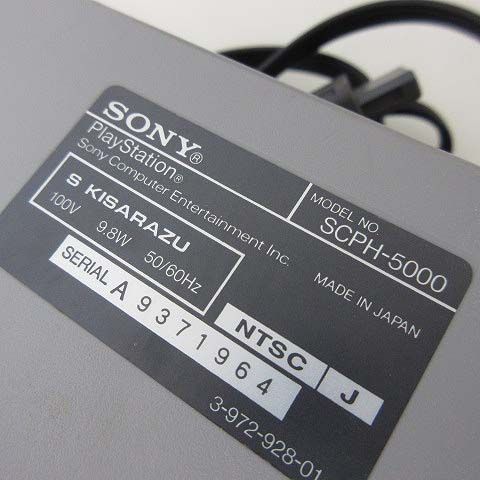 SONY®
PlayStation®
Sony Computer Entertainment Inc.
MODEL NO.
SCPH-5000
S KISARAZU
100V 9.8W 50/60Hz
MADE IN JAPAN
SERIAL A9371964
NTSC J
3-972-928-01